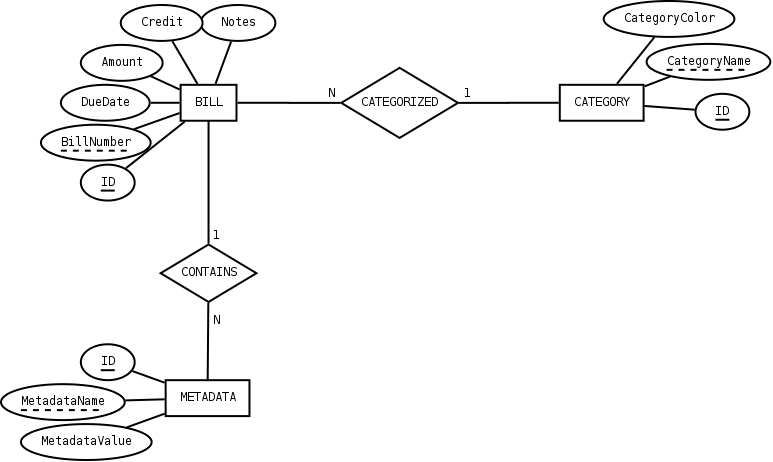 Credit
Notes
CategoryColor
Amount
CategoryName
DueDate
BILL
N
CATEGORIZED
1
CATEGORY
ID
BillNumber
ID
1
CONTAINS
N
ID
MetadataName
METADATA
MetadataValue